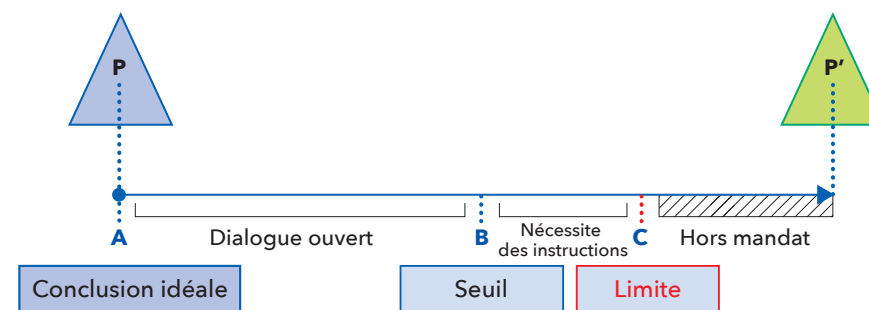 P
P’
A
Dialogue ouvert
B
Nécessite
des instructions
C
Hors mandat
Conclusion idéale
Seuil
Limite